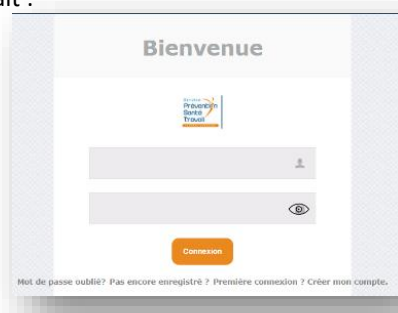 Bienvenue
Prévention
Santé
Travail
Connexion
Mot de passe oublié? Pas encore enregistré ? Première connexion ? Créer mon compte.